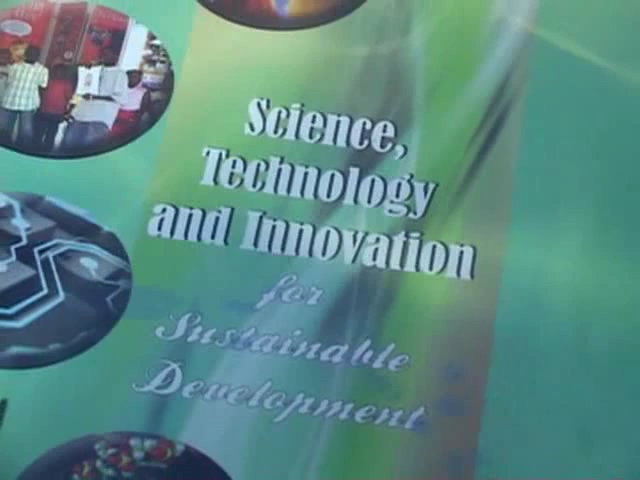 Science,
Technology
and Innovation
for
Sustainable
Development